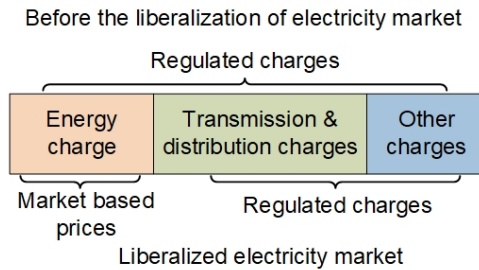 Before the liberalization of electricity market
Regulated charges
Energy
charge
Transmission &
distribution charges
Other
charges
Market based
prices
Regulated charges
Liberalized electricity market